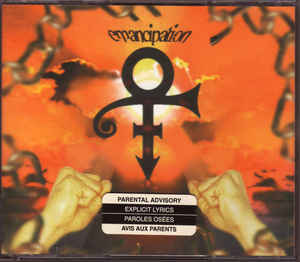 emancipation
PARENTAL ADVISORY
EXPLICIT LYRICS
PAROLES OSÉES
AVIS AUX PARENTS